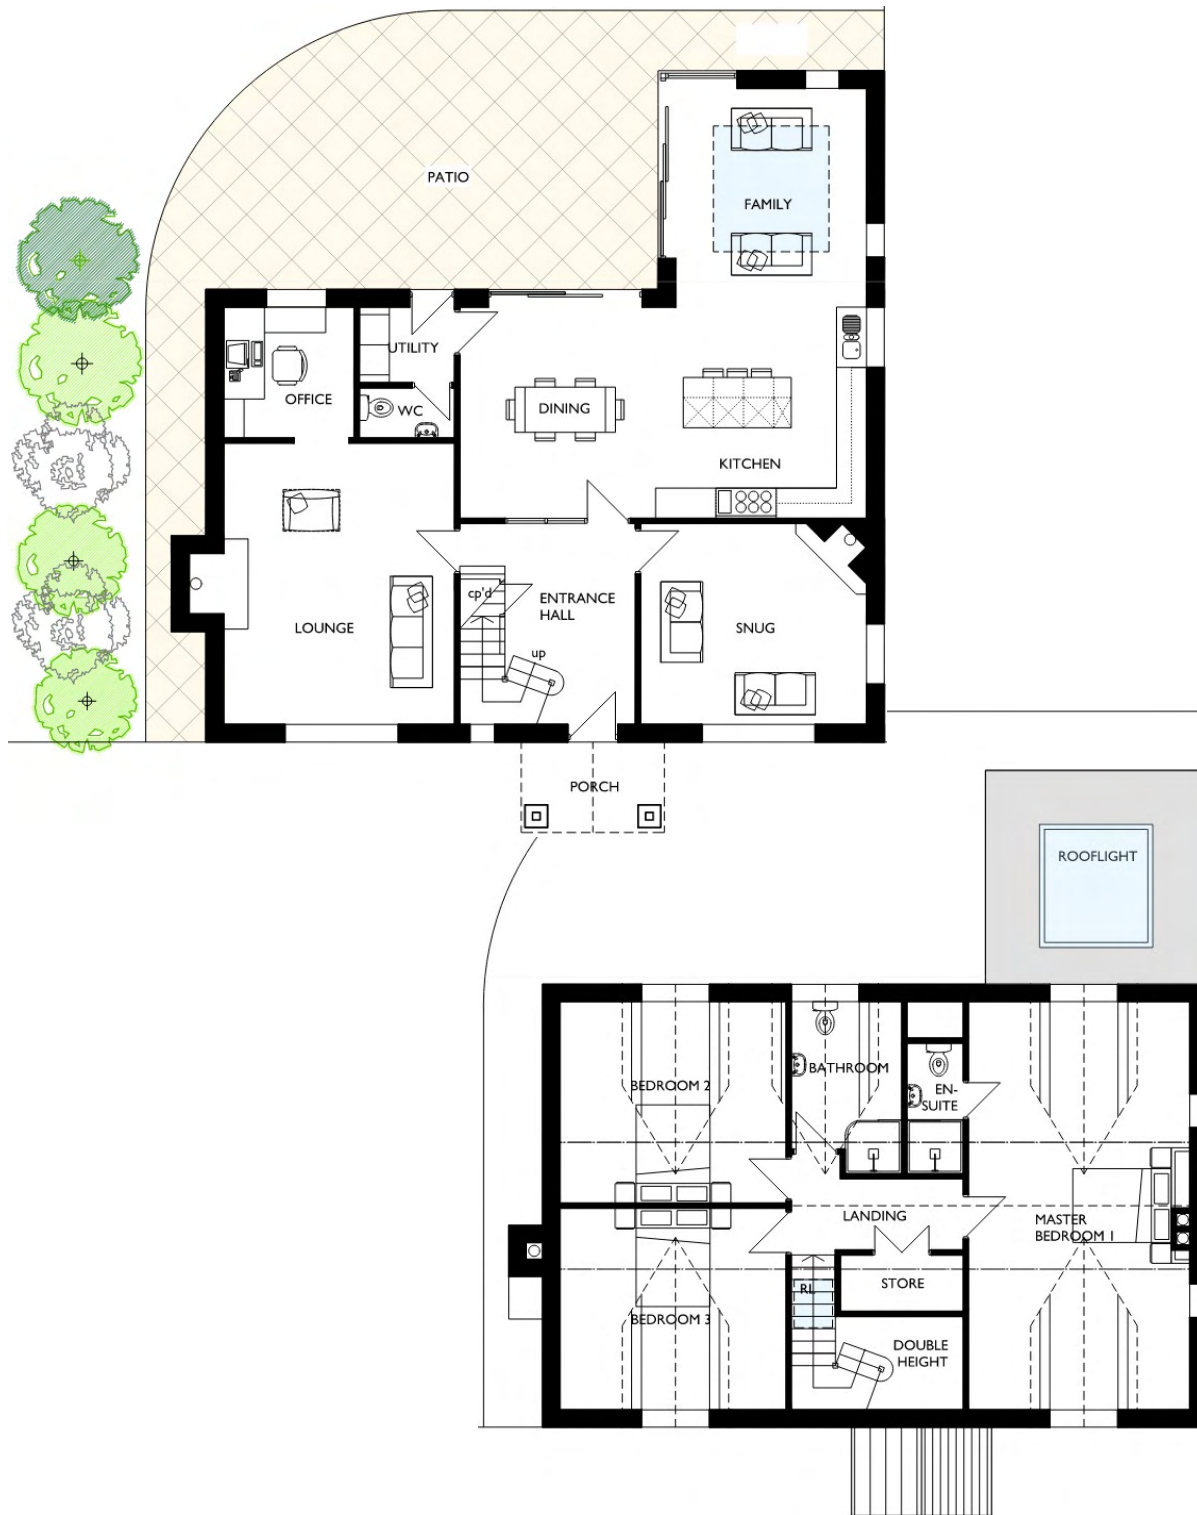 PATIO
FAMILY
UTILITY
OFFICE
WC
DINING
KITCHEN
cp'd
ENTRANCE
HALL
LOUNGE
SNUG
up
PORCH
ROOFLIGHT
BATHROOM
BEDROOM 2
EN-
SUITE
LANDING
MASTER
BEDROOM 1
STORE
RL
BEDROOM 3
DOUBLE
HEIGHT